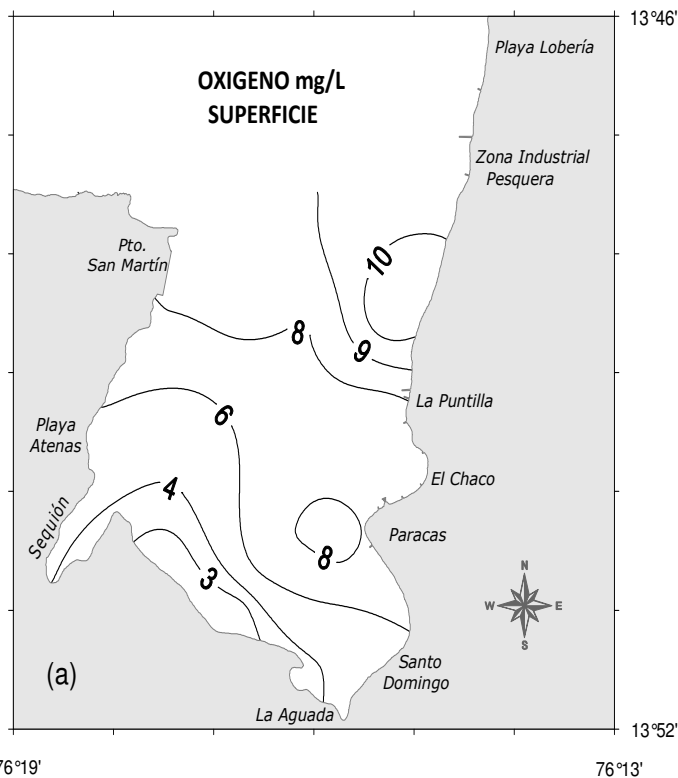 13°46'
Playa Lobería
OXIGENO mg/L
SUPERFICIE
Zona Industrial
Pesquera
Pto.
San Martín
10
8
9
La Puntilla
6
Playa
Atenas
4
El Chaco
Sequión
Paracas
8
3
N
W E
S
(a)
Santo
Domingo
La Aguada
13°52'
76°19'
76°13'